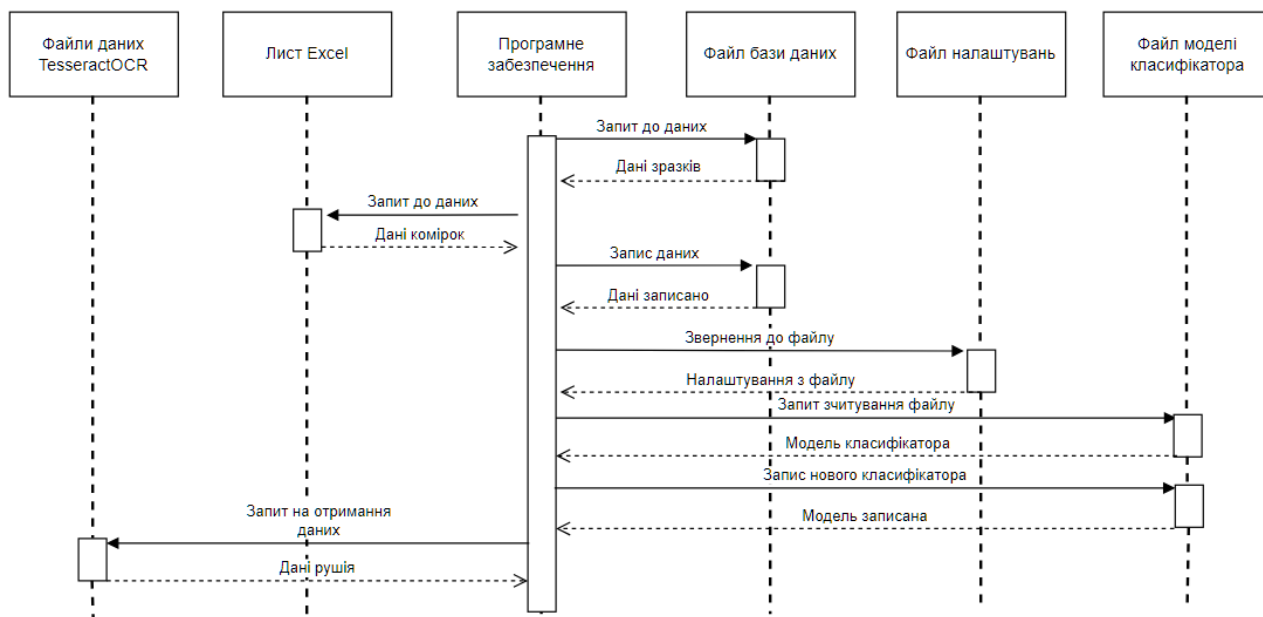 Файли даних
TesseractOCR
Лист Excel
Програмне
забезпечення
Файл бази даних
Файл налаштувань
Файл моделі
класифікатора
Запит до даних
Дані зразків
Запит до даних
Дані комірок
Запис даних
Дані записано
Звернення до файлу
Налаштування з файлу
Запит зчитування файлу
Модель класифікатора
Запис нового класифікатора
Модель записана
Запит на отримання
даних
Дані рушія